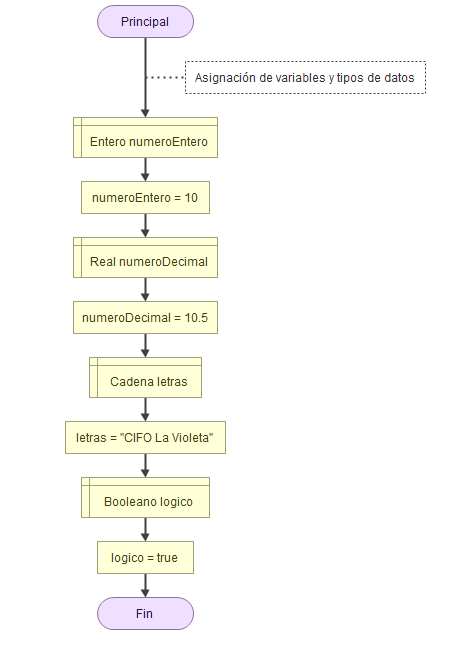 Principal
Asignación de variables y tipos de datos
Entero numeroEntero
numeroEntero = 10
Real numeroDecimal
numeroDecimal = 10.5
Cadena letras
letras = "CIFO La Violeta"
Booleano logico
logico = true
Fin